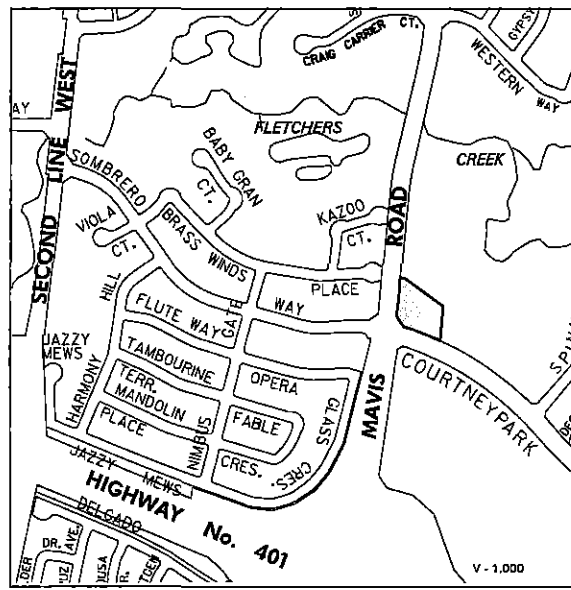 CRAIG CARRIER CT.
GYPSY
WESTERN WAY
AY
FLETCHERS
CREEK
SECOND LINE WEST
SOMBRERO
BABY GRAN
CT.
VIOLA
CT.
BRASS WINDS
KAZOO
CT.
MAVIS ROAD
PLACE
HILL
FLUTE WAY
GATE
WAY
JAZZY
MEWS
TAMBOURINE
TERR.
OPERA
COURTNEYPARK
HARMONY
MANDOLIN
PLACE
NIMBUS
FABLE
GLASS
CRES.
CRES.
JAZZY MEWS
HIGHWAY No. 401
DELGADO
DR.
AVE.
V - 1,000